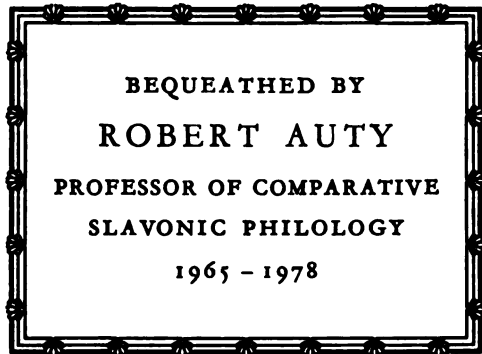 BEQUEATHED BY
ROBERT AUTY
PROFESSOR OF COMPARATIVE
SLAVONIC PHILOLOGY
1965 – 1978